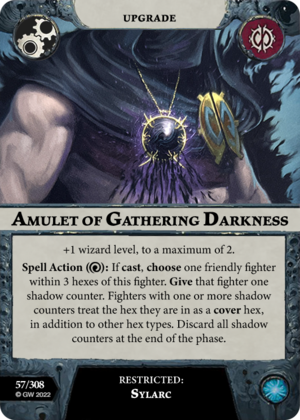 UPGRADE
AMULET OF GATHERING DARKNESS
+1 wizard level, to a maximum of 2.
Spell Action (): If cast, choose one friendly fighter
within 3 hexes of this fighter. Give that fighter one
shadow counter. Fighters with one or more shadow
counters treat the hex they are in as a cover hex,
in addition to other hex types. Discard all shadow
counters at the end of the phase.
57/308
© GW 2022
RESTRICTED:
SYLARC